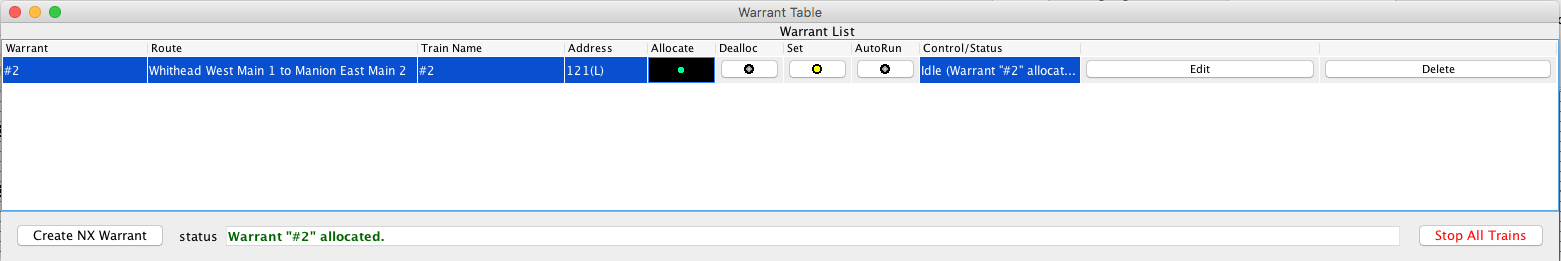 Warrant Table
Warrant List
Warrant Route Train Name Address Allocate Dealloc Set AutoRun Control/Status
#2 Whithead West Main 1 to Manion East Main 2 #2 121(L) Idle (Warrant "#2" allocat... Edit Delete
Create NX Warrant status Warrant "#2" allocated. Stop All Trains